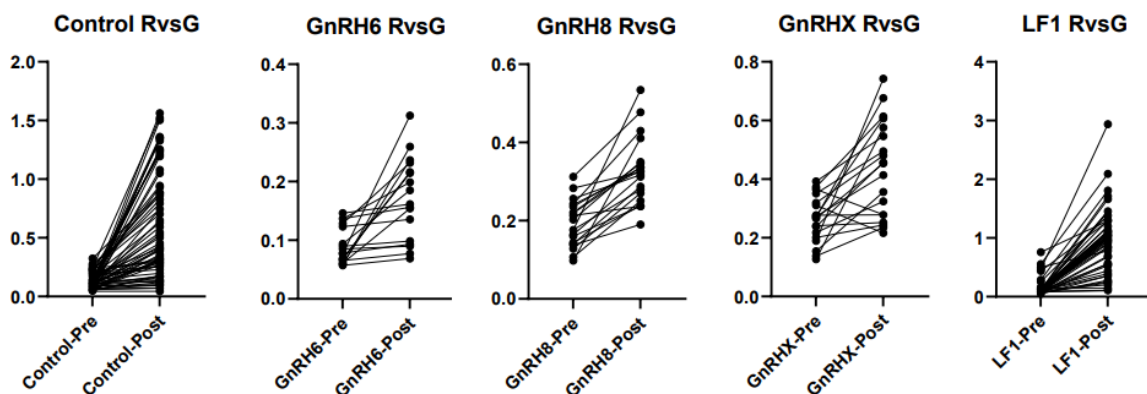 Control RvsG
2.0
1.5
1.0
0.5
0.0
Control-Pre
Control-Post
GnRH6 RvsG
0.4
0.3
0.2
0.1
0.0
GnRH6-Pre
GnRH6-Post
GnRH8 RvsG
0.6
0.4
0.2
0.0
GnRH8-Pre
GnRH8-Post
GnRHX RvsG
0.8
0.6
0.4
0.2
0.0
GnRHX-Pre
GnRHX-Post
LF1 RvsG
4
3
2
1
0
LF1-Pre
LF1-Post